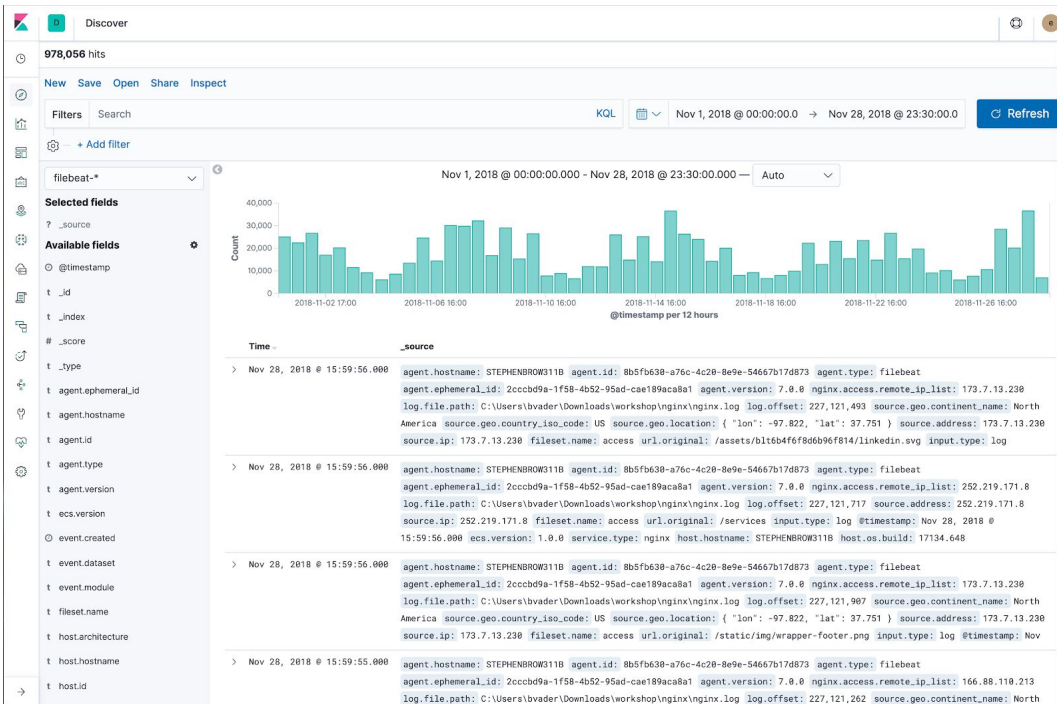 D Discover e
978,056 hits
New Save Open Share Inspect
Filters Search KQL Nov 1, 2018 @ 00:00:00.0 → Nov 28, 2018 @ 23:30:00.0 Refresh
+ Add filter
filebeat-*
Nov 1, 2018 @ 00:00:00.000 - Nov 28, 2018 @ 23:30:00.000 — Auto
Selected fields
? _source
Available fields
@timestamp
t _id
t _index
# _score
t _type
t agent.ephemeral_id
t agent.hostname
t agent.id
t agent.type
t agent.version
t ecs.version
event.created
t event.dataset
t event.module
t fileset.name
t host.architecture
t host.hostname
t host.id
Count
40,000
30,000
20,000
10,000
0
2018-11-02 17:00 2018-11-06 16:00 2018-11-10 16:00 2018-11-14 16:00 2018-11-18 16:00 2018-11-22 16:00 2018-11-26 16:00
@timestamp per 12 hours
Time _source
Nov 28, 2018 @ 15:59:56.000 agent.hostname: STEPHENBROW311B agent.id: 8b5fb630-a76c-4c20-8e9e-54667b17d873 agent.type: filebeat
agent.ephemeral_id: 2cccbd9a-1f58-4b52-95ad-cae189aca8a1 agent.version: 7.0.0 nginx.access.remote_ip_list: 173.7.13.230
log.file.path: C:\Users\bvader\Downloads\workshop\nginx\nginx.log log.offset: 227,121,493 source.geo.continent_name: North
America source.geo.country_iso_code: US source.geo.location: { "lon": -97.822, "lat": 37.751 } source.address: 173.7.13.230
source.ip: 173.7.13.230 fileset.name: access url.original: /assets/blt6b4f6f8d6b96f814/linkedin.svg input.type: log
Nov 28, 2018 @ 15:59:56.000 agent.hostname: STEPHENBROW311B agent.id: 8b5fb630-a76c-4c20-8e9e-54667b17d873 agent.type: filebeat
agent.ephemeral_id: 2cccbd9a-1f58-4b52-95ad-cae189aca8a1 agent.version: 7.0.0 nginx.access.remote_ip_list: 252.219.171.8
log.file.path: C:\Users\bvader\Downloads\workshop\nginx\nginx.log log.offset: 227,121,717 source.address: 252.219.171.8
source.ip: 252.219.171.8 fileset.name: access url.original: /services input.type: log @timestamp: Nov 28, 2018 @
15:59:56.000 ecs.version: 1.0.0 service.type: nginx host.hostname: STEPHENBROW311B host.os.build: 17134.648
Nov 28, 2018 @ 15:59:56.000 agent.hostname: STEPHENBROW311B agent.id: 8b5fb630-a76c-4c20-8e9e-54667b17d873 agent.type: filebeat
agent.ephemeral_id: 2cccbd9a-1f58-4b52-95ad-cae189aca8a1 agent.version: 7.0.0 nginx.access.remote_ip_list: 173.7.13.230
log.file.path: C:\Users\bvader\Downloads\workshop\nginx\nginx.log log.offset: 227,121,907 source.geo.continent_name: North
America source.geo.country_iso_code: US source.geo.location: { "lon": -97.822, "lat": 37.751 } source.address: 173.7.13.230
source.ip: 173.7.13.230 fileset.name: access url.original: /static/img/wrapper-footer.png input.type: log @timestamp: Nov
Nov 28, 2018 @ 15:59:55.000 agent.hostname: STEPHENBROW311B agent.id: 8b5fb630-a76c-4c20-8e9e-54667b17d873 agent.type: filebeat
agent.ephemeral_id: 2cccbd9a-1f58-4b52-95ad-cae189aca8a1 agent.version: 7.0.0 nginx.access.remote_ip_list: 166.88.110.213
log.file.path: C:\Users\bvader\Downloads\workshop\nginx\nginx.log log.offset: 227,121,262 source.geo.continent_name: North